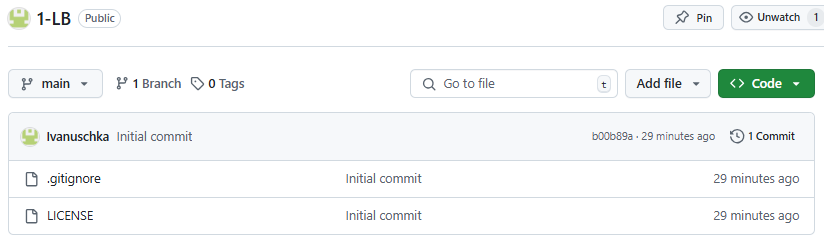 1-LB Public Pin Unwatch 1
main 1 Branch 0 Tags Go to file t Add file Code
Ivanuschka Initial commit b00b89a · 29 minutes ago 1 Commit
.gitignore Initial commit 29 minutes ago
LICENSE Initial commit 29 minutes ago